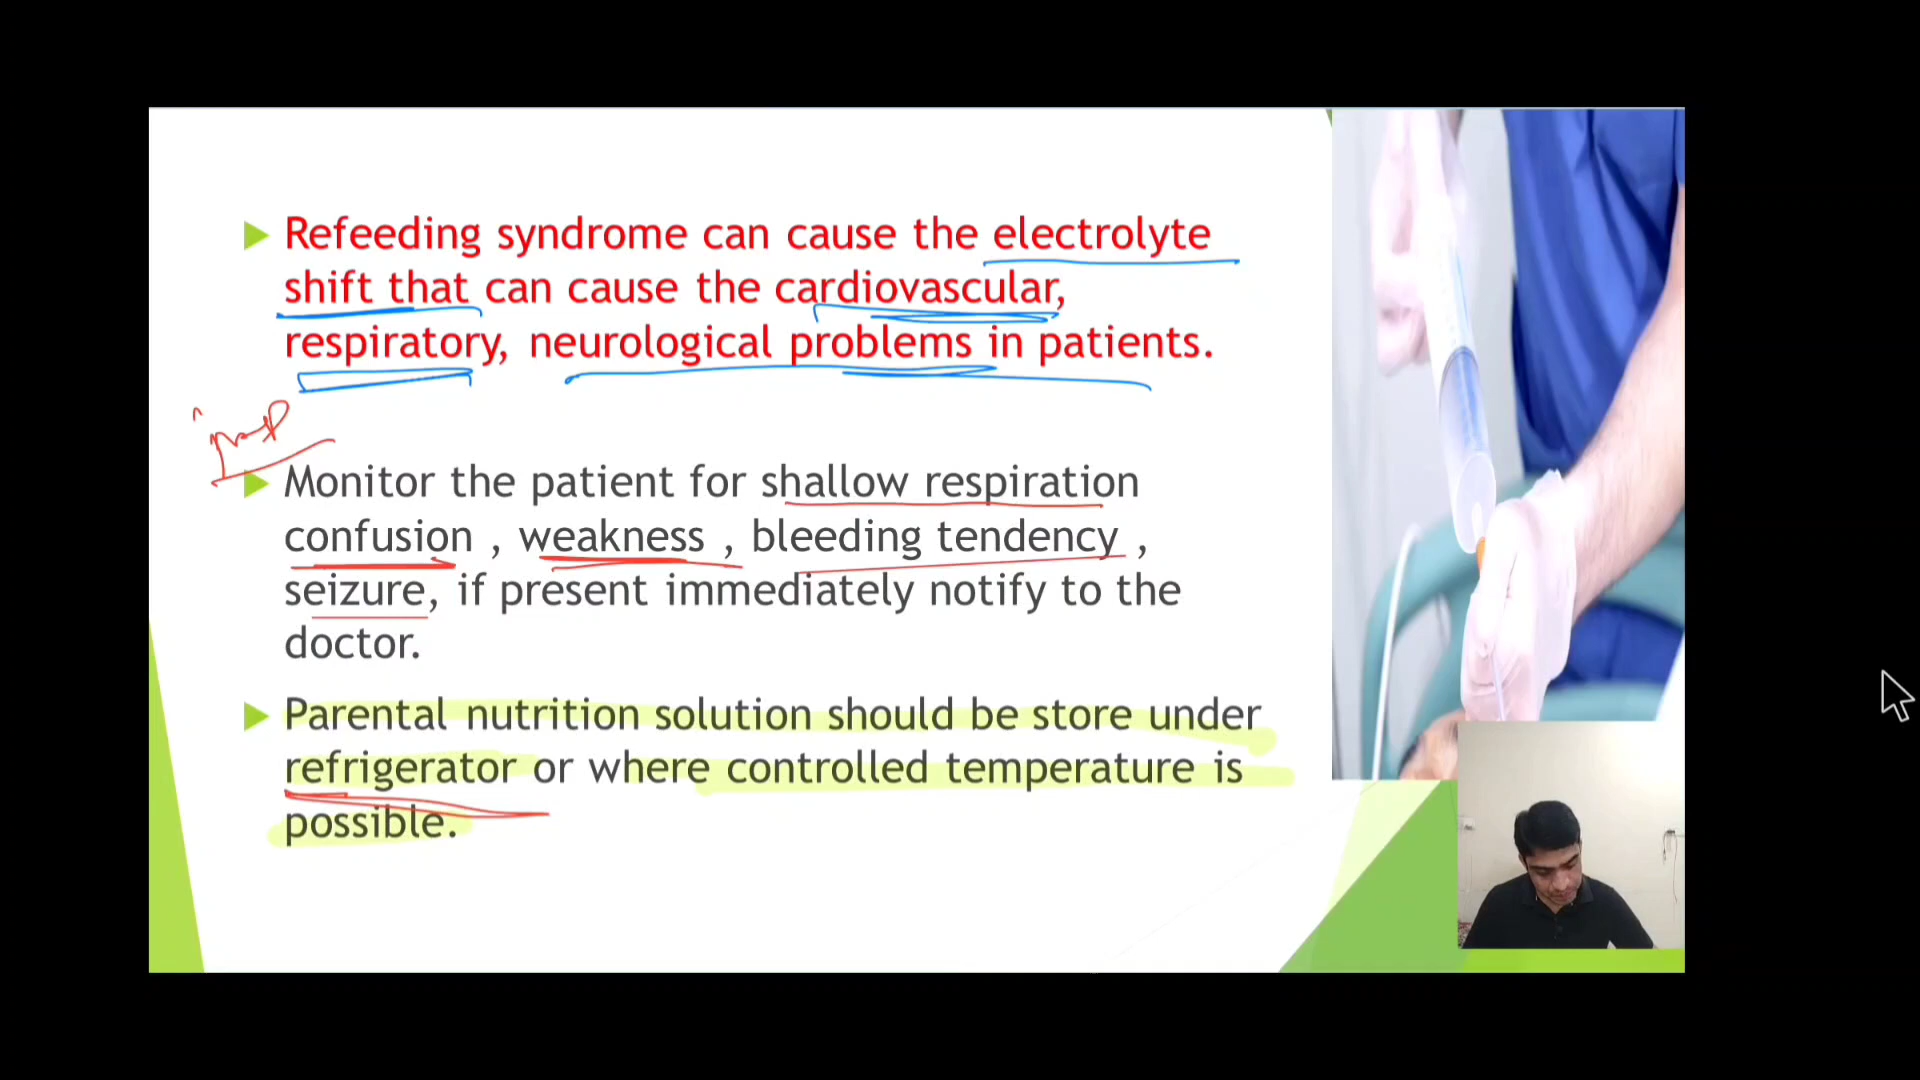 Refeeding syndrome can cause the electrolyte
shift that can cause the cardiovascular,
respiratory, neurological problems in patients.
imp
Monitor the patient for shallow respiration
confusion , weakness , bleeding tendency ,
seizure, if present immediately notify to the
doctor.
Parental nutrition solution should be store under
refrigerator or where controlled temperature is
possible.